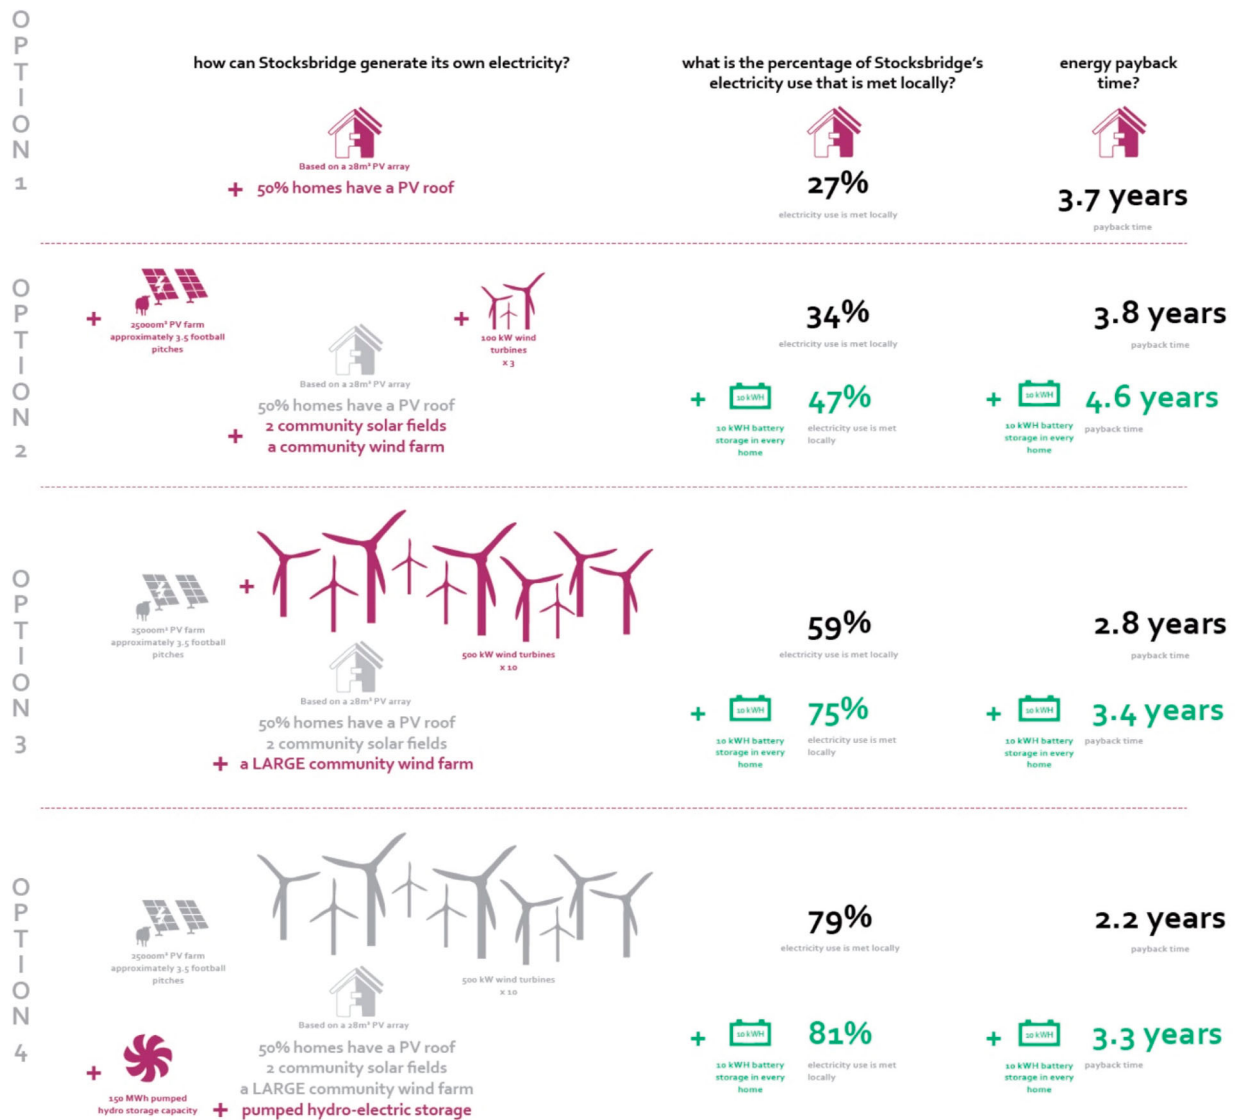 OPTION 1
how can Stocksbridge generate its own electricity?
what is the percentage of Stocksbridge's
electricity use that is met locally?
energy payback
time?
Based on a 28m² PV array
+ 50% homes have a PV roof
27%
electricity use is met locally
3.7 years
payback time
OPTION 2
+
25000m² PV farm
approximately 3.5 football
pitches
+
100 kW wind
turbines
x 3
Based on a 28m² PV array
50% homes have a PV roof
2 community solar fields
+
a community wind farm
34%
electricity use is met locally
3.8 years
payback time
+
10 kWH
10 kWH battery
storage in every
home
47%
electricity use is met
locally
+
10 kWH
10 kWH battery
storage in every
home
4.6 years
payback time
OPTION 3
25000m² PV farm
approximately 3.5 football
pitches
+
500 kW wind turbines
x 10
Based on a 28m² PV array
50% homes have a PV roof
2 community solar fields
+ a LARGE community wind farm
59%
electricity use is met locally
2.8 years
payback time
+
10 kWH
10 kWH battery
storage in every
home
75%
electricity use is met
locally
+
10 kWH
10 kWH battery
storage in every
home
3.4 years
payback time
OPTION 4
25000m² PV farm
approximately 3.5 football
pitches
500 kW wind turbines
x 10
Based on a 28m² PV array
50% homes have a PV roof
2 community solar fields
a LARGE community wind farm
+ pumped hydro-electric storage
+
150 MWh pumped
hydro storage capacity
79%
electricity use is met locally
2.2 years
payback time
+
10 kWH
10 kWH battery
storage in every
home
81%
electricity use is met
locally
+
10 kWH
10 kWH battery
storage in every
home
3.3 years
payback time